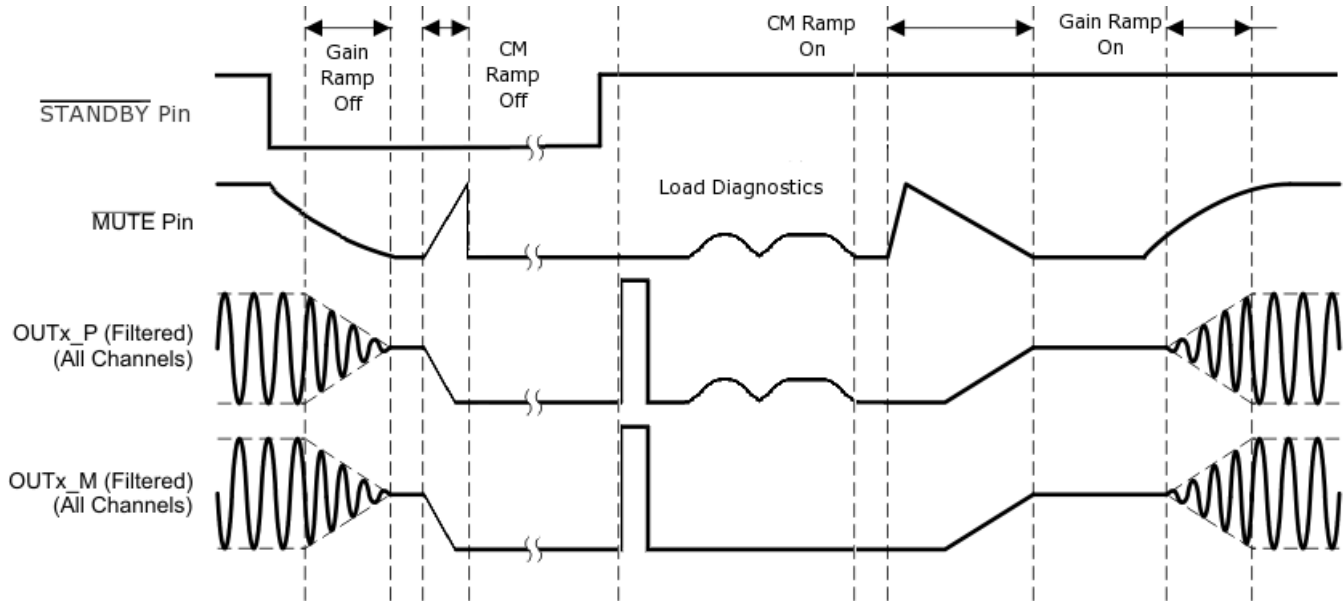 Gain
Ramp
Off
CM
Ramp
Off
CM Ramp
On
Gain Ramp
On
STANDBY Pin
MUTE Pin
Load Diagnostics
OUTx_P (Filtered)
(All Channels)
OUTx_M (Filtered)
(All Channels)